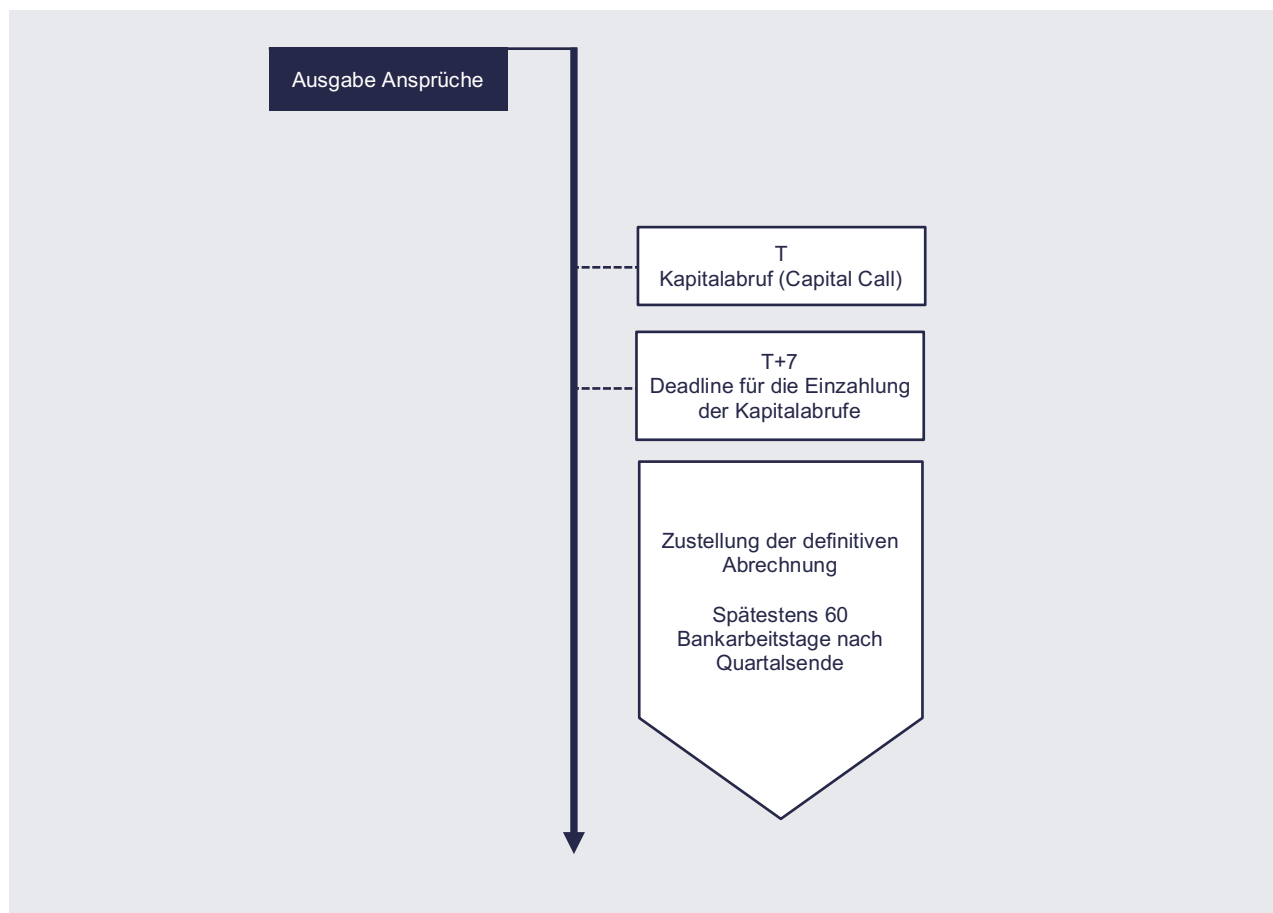 Ausgabe Ansprüche
T
Kapitalabruf (Capital Call)
T+7
Deadline für die Einzahlung
der Kapitalabrufe
Zustellung der definitiven
Abrechnung
Spätestens 60
Bankarbeitstage nach
Quartalsende